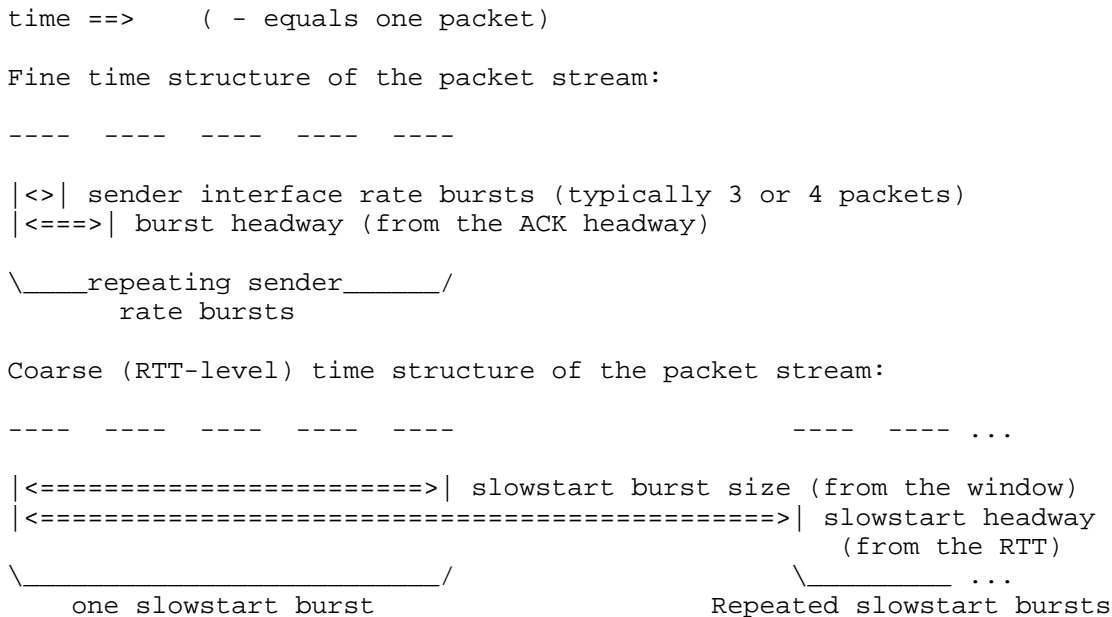 time ==>    ( - equals one packet)
Fine time structure of the packet stream:
----  ----  ----  ----  ----
|<>| sender interface rate bursts (typically 3 or 4 packets)
|<===>| burst headway (from the ACK headway)
\____repeating sender______/
       rate bursts
Coarse (RTT-level) time structure of the packet stream:
----  ----  ----  ----  ----                     ----  ---- ...
|<========================>| slowstart burst size (from the window)
|<==============================================>| slowstart headway
                                                    (from the RTT)
\__________________________/                     \_________ ...
    one slowstart burst                     Repeated slowstart bursts